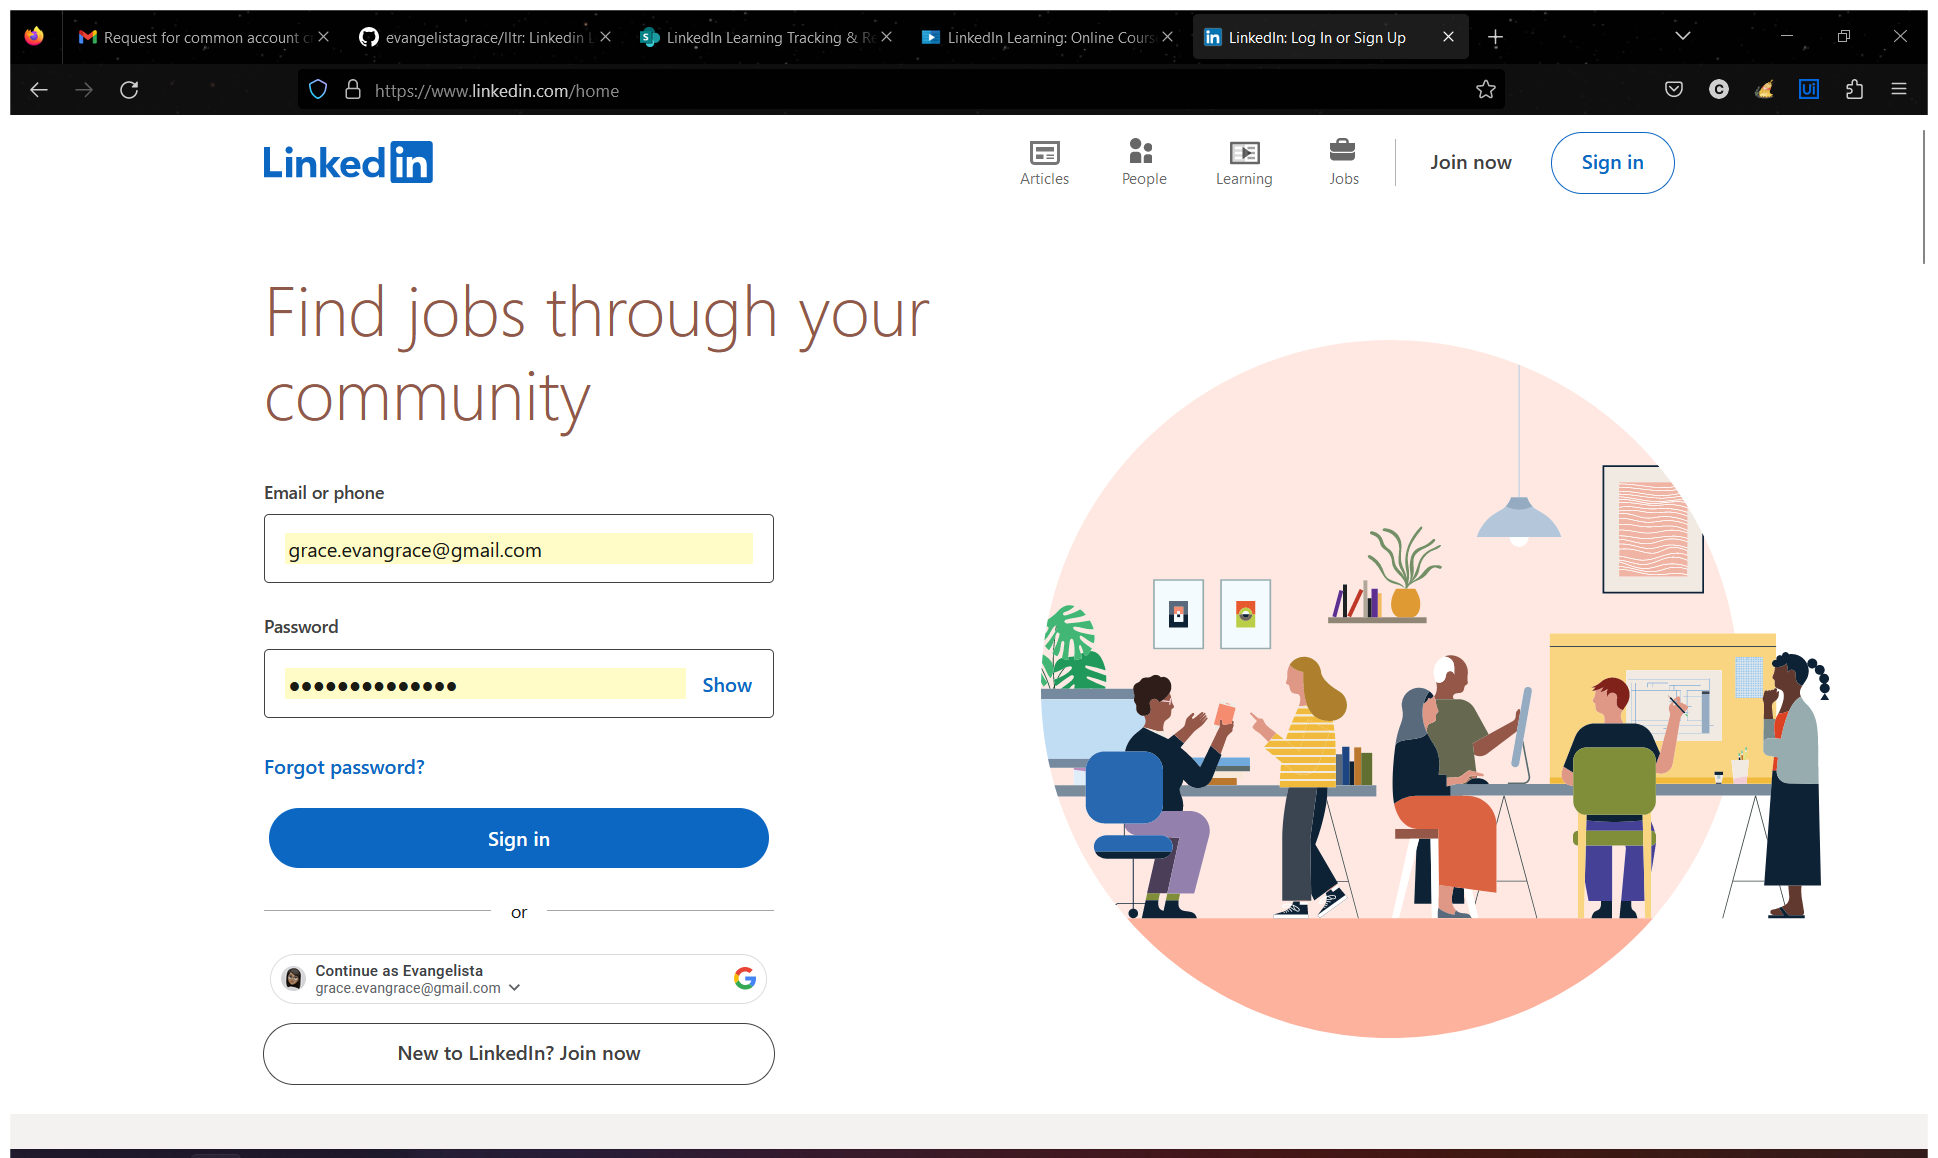 Request for common account c
evangelistagrace/lltr: Linkedin L
LinkedIn Learning Tracking & Re
LinkedIn Learning: Online Cours
LinkedIn: Log In or Sign Up
https://www.linkedin.com/home
C
Ui
Linkedin
Articles
People
Learning
Jobs
Join now
Sign in
Find jobs through your
community
Email or phone
grace.evangrace@gmail.com
Password
●●●●●●●●●●●●●●
Show
Forgot password?
Sign in
or
Continue as Evangelista
grace.evangrace@gmail.com
New to LinkedIn? Join now